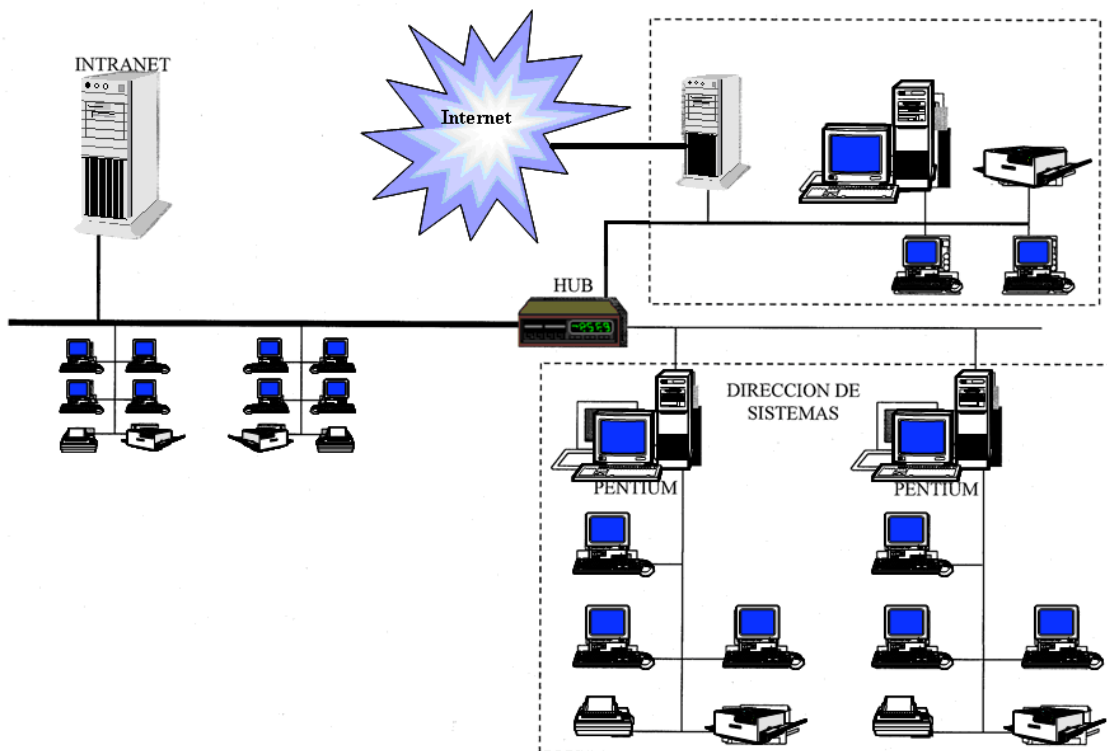 INTRANET
Internet
HUB
DIRECCION DE
SISTEMAS
PENTIUM
PENTIUM